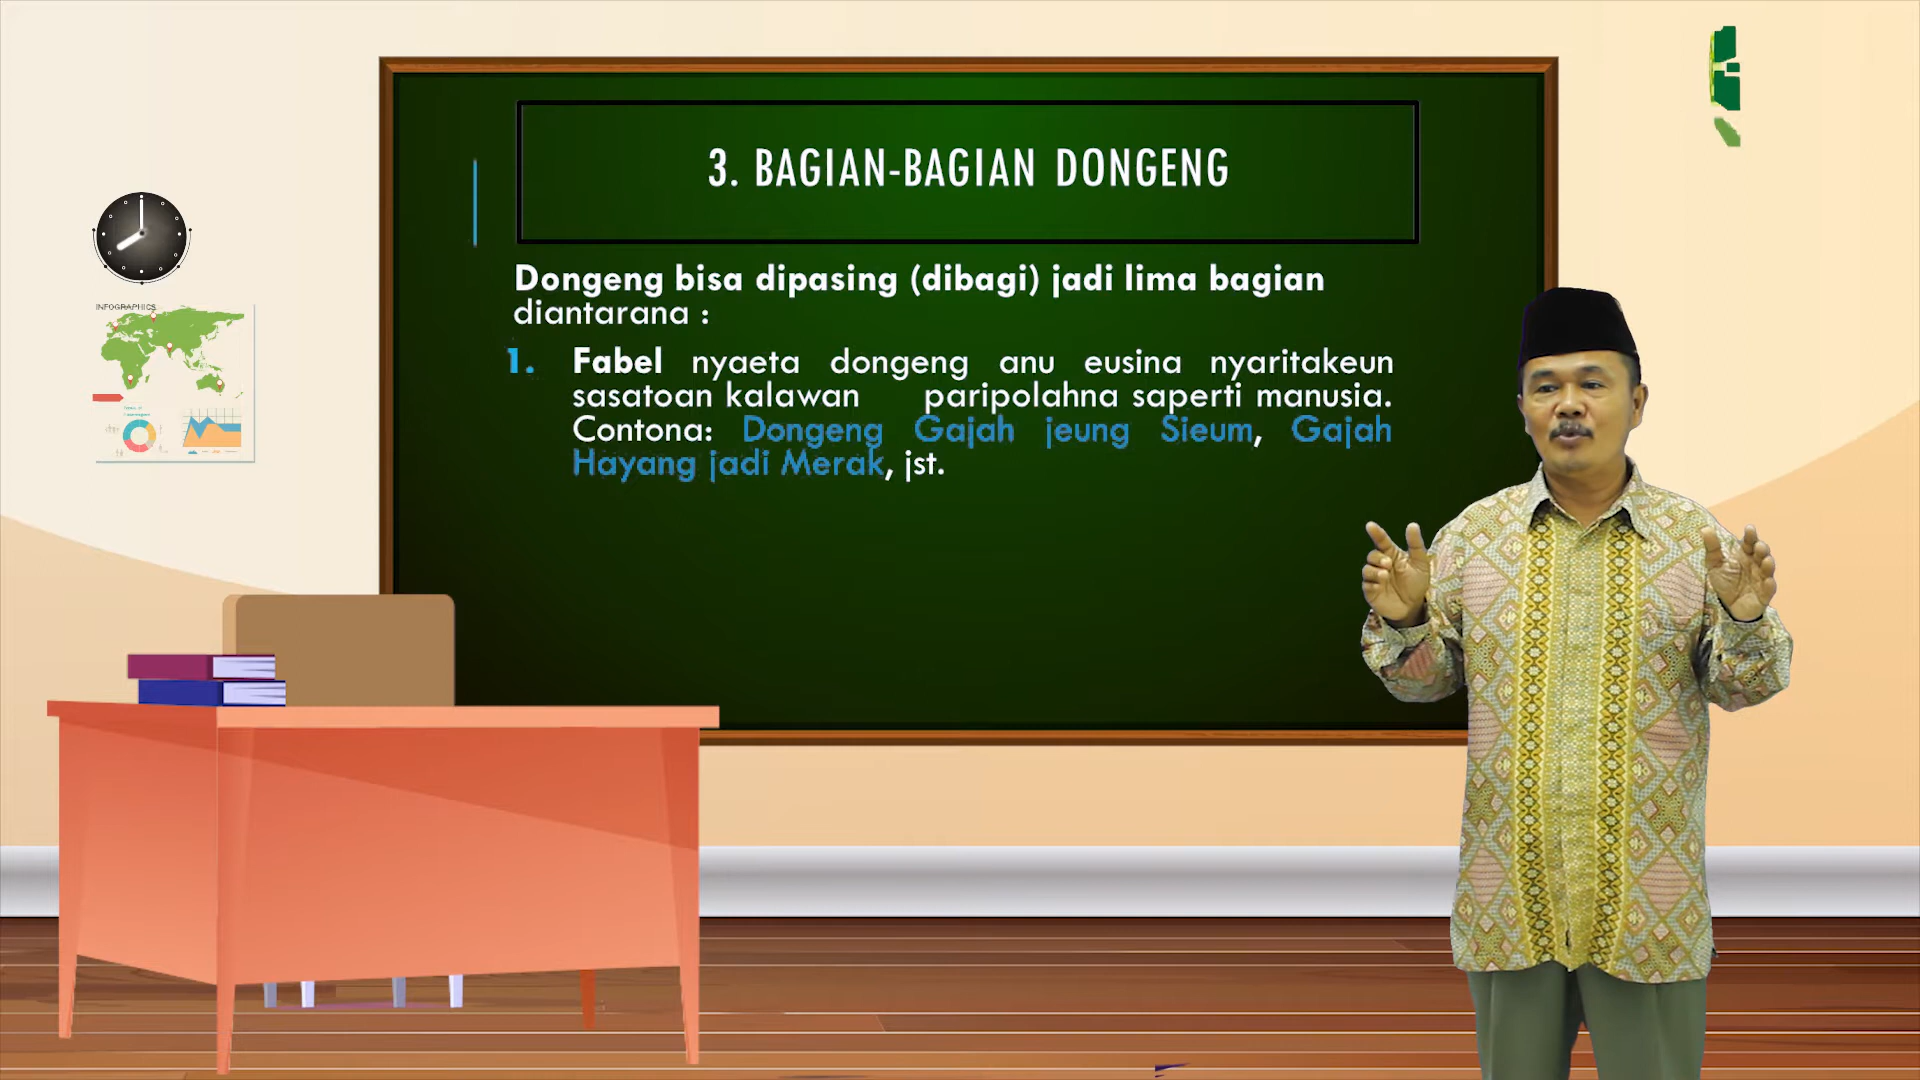 3. BAGIAN-BAGIAN DONGENG
Dongeng bisa dipasing (dibagi) jadi lima bagian
diantarana :
1. Fabel nyaeta dongeng anu eusina nyaritakeun
sasatoan kalawan paripolahna saperti manusia.
Contona: Dongeng Gajah jeung Sieum, Gajah
Hayang jadi Merak, jst.
INFOGRAPHICS